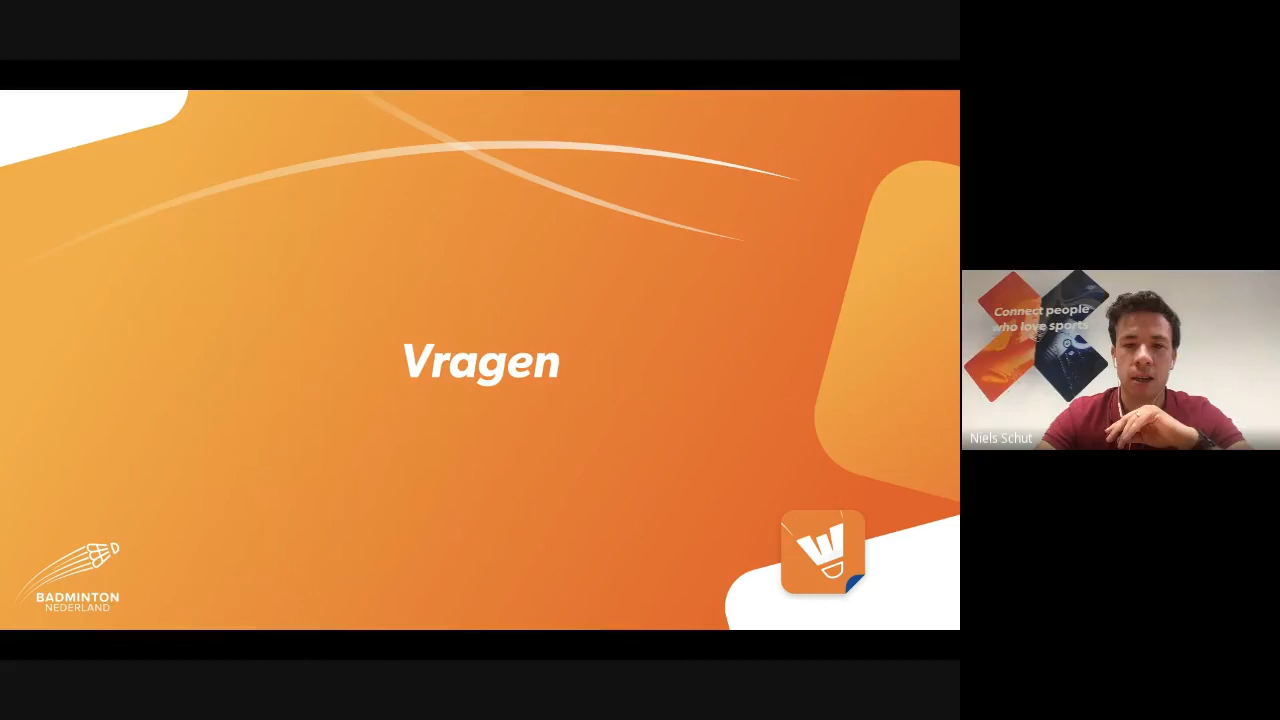 Vragen
BADMINTON
NEDERLAND
Connect people
who love sports
Niels Schut